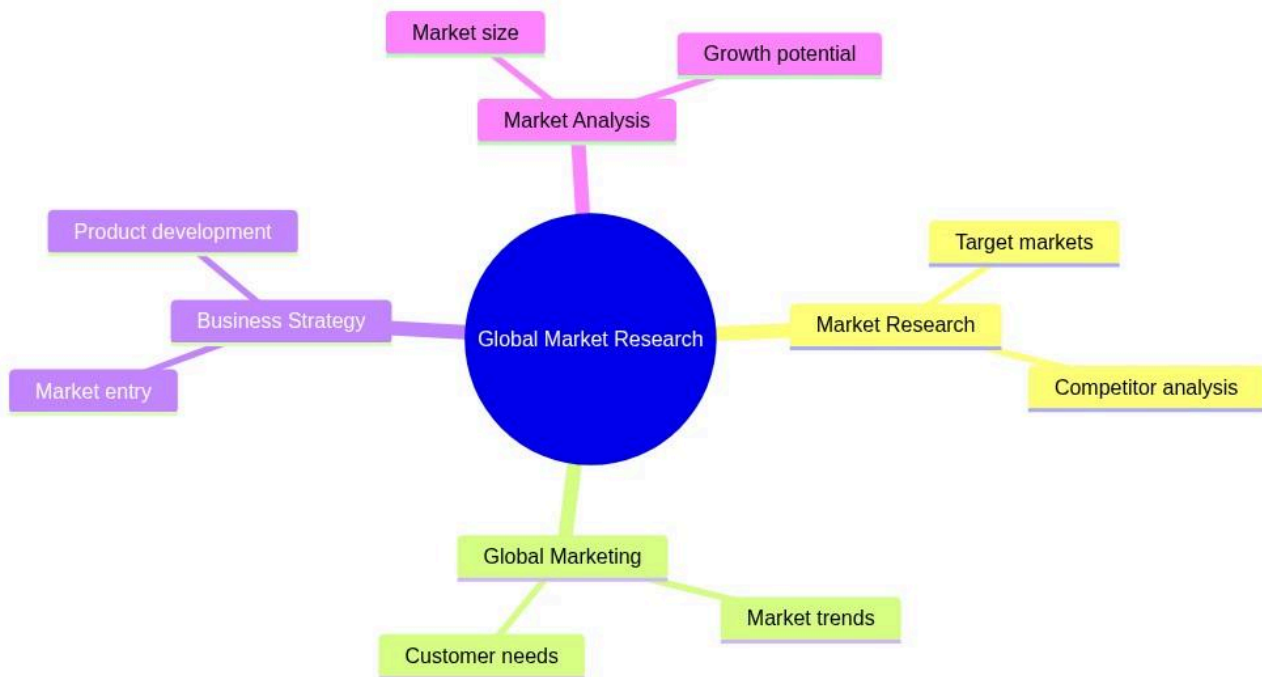 Market size
Growth potential
Market Analysis
Product development
Target markets
Business Strategy
Market Research
Global Market Research
Market entry
Competitor analysis
Global Marketing
Market trends
Customer needs